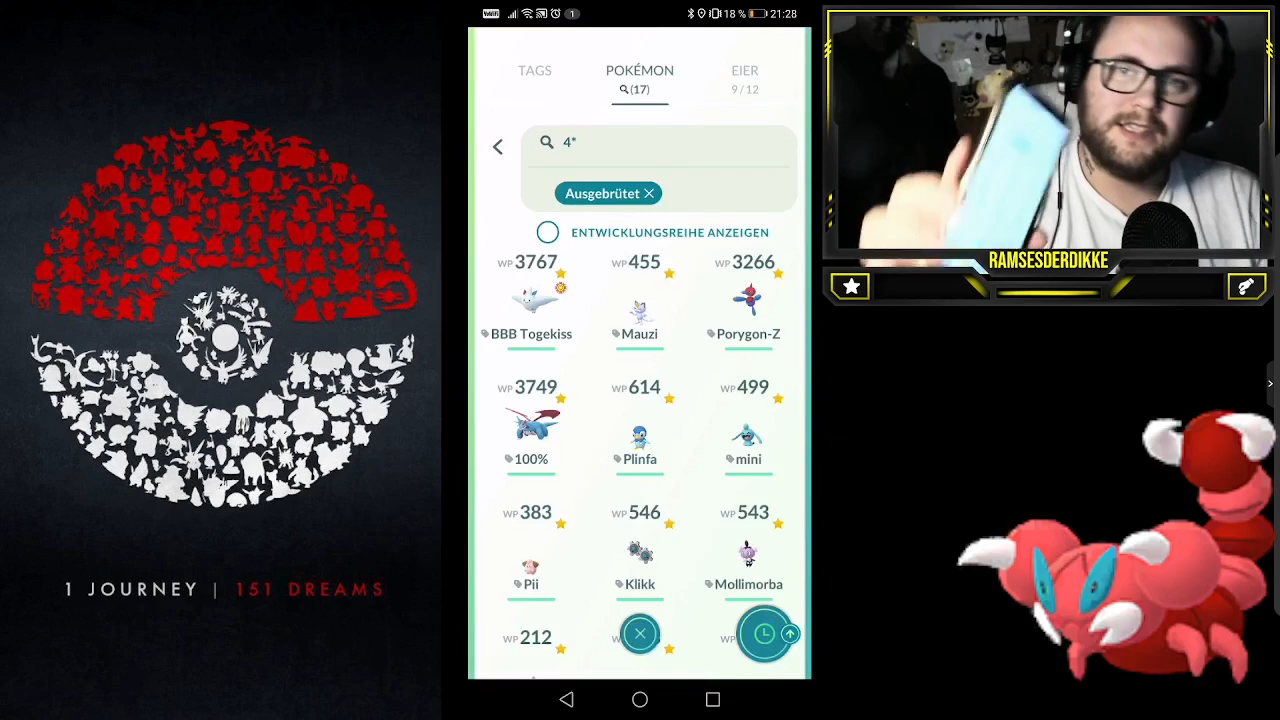 1 JOURNEY | 151 DREAMS
1
18 %
21:28
TAGS
POKÉMON
(17)
EIER
9 / 12
4*
Ausgebrütet
ENTWICKLUNGSREIHE ANZEIGEN
WP 3767
WP 455
WP 3266
BBB Togekiss
Mauzi
Porygon-Z
WP 3749
WP 614
WP 499
100%
Plinfa
mini
WP 383
WP 546
WP 543
Pii
Klikk
Mollimorba
WP 212
WP
RAMSESDERDIKKE